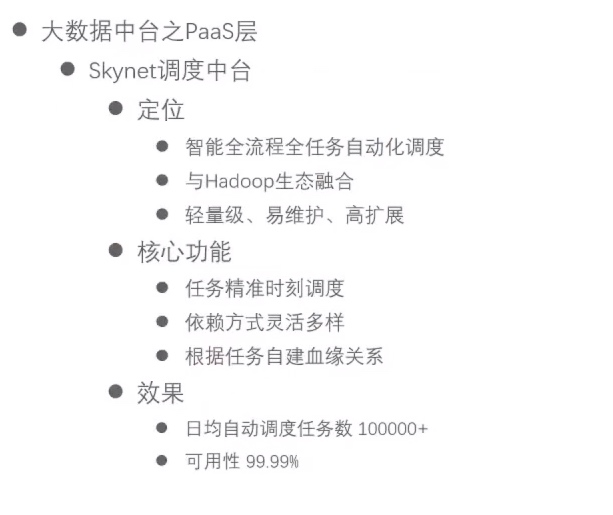 大数据中台之PaaS层
Skynet调度中台
定位
智能全流程全任务自动化调度
与Hadoop生态融合
轻量级、易维护、高扩展
核心功能
任务精准时刻调度
依赖方式灵活多样
根据任务自建血缘关系
效果
日均自动调度任务数 100000+
可用性 99.99%